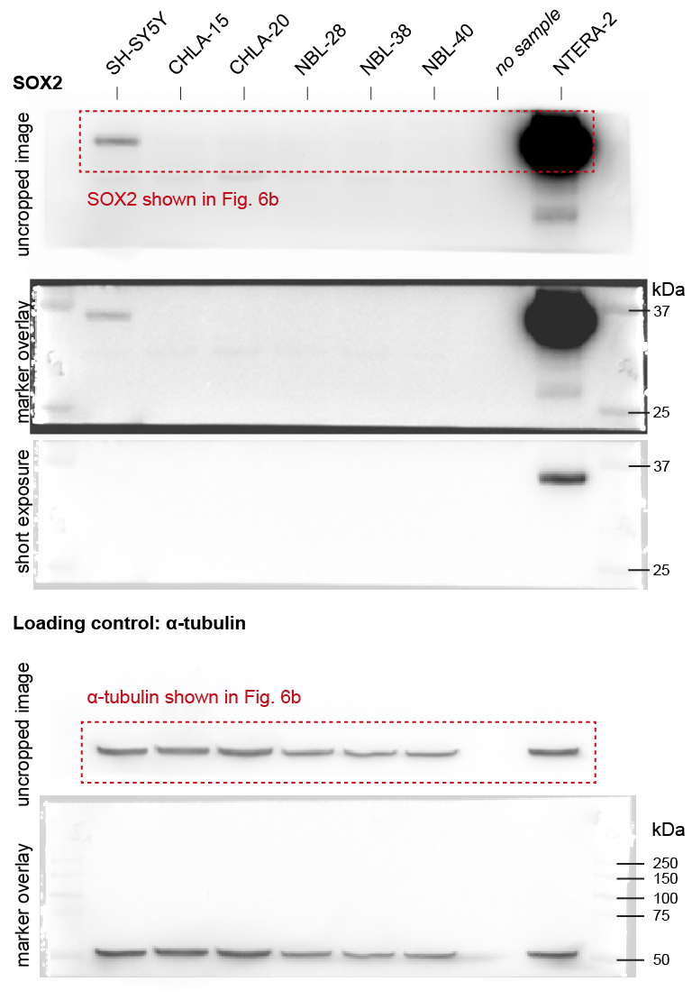 SH-SY5Y
CHLA-15
CHLA-20
NBL-28
NBL-38
NBL-40
no sample
NTERA-2
SOX2
uncropped image
SOX2 shown in Fig. 6b
marker overlay
kDa
37
25
short exposure
37
25
Loading control: α-tubulin
uncropped image
α-tubulin shown in Fig. 6b
marker overlay
kDa
250
150
100
75
50